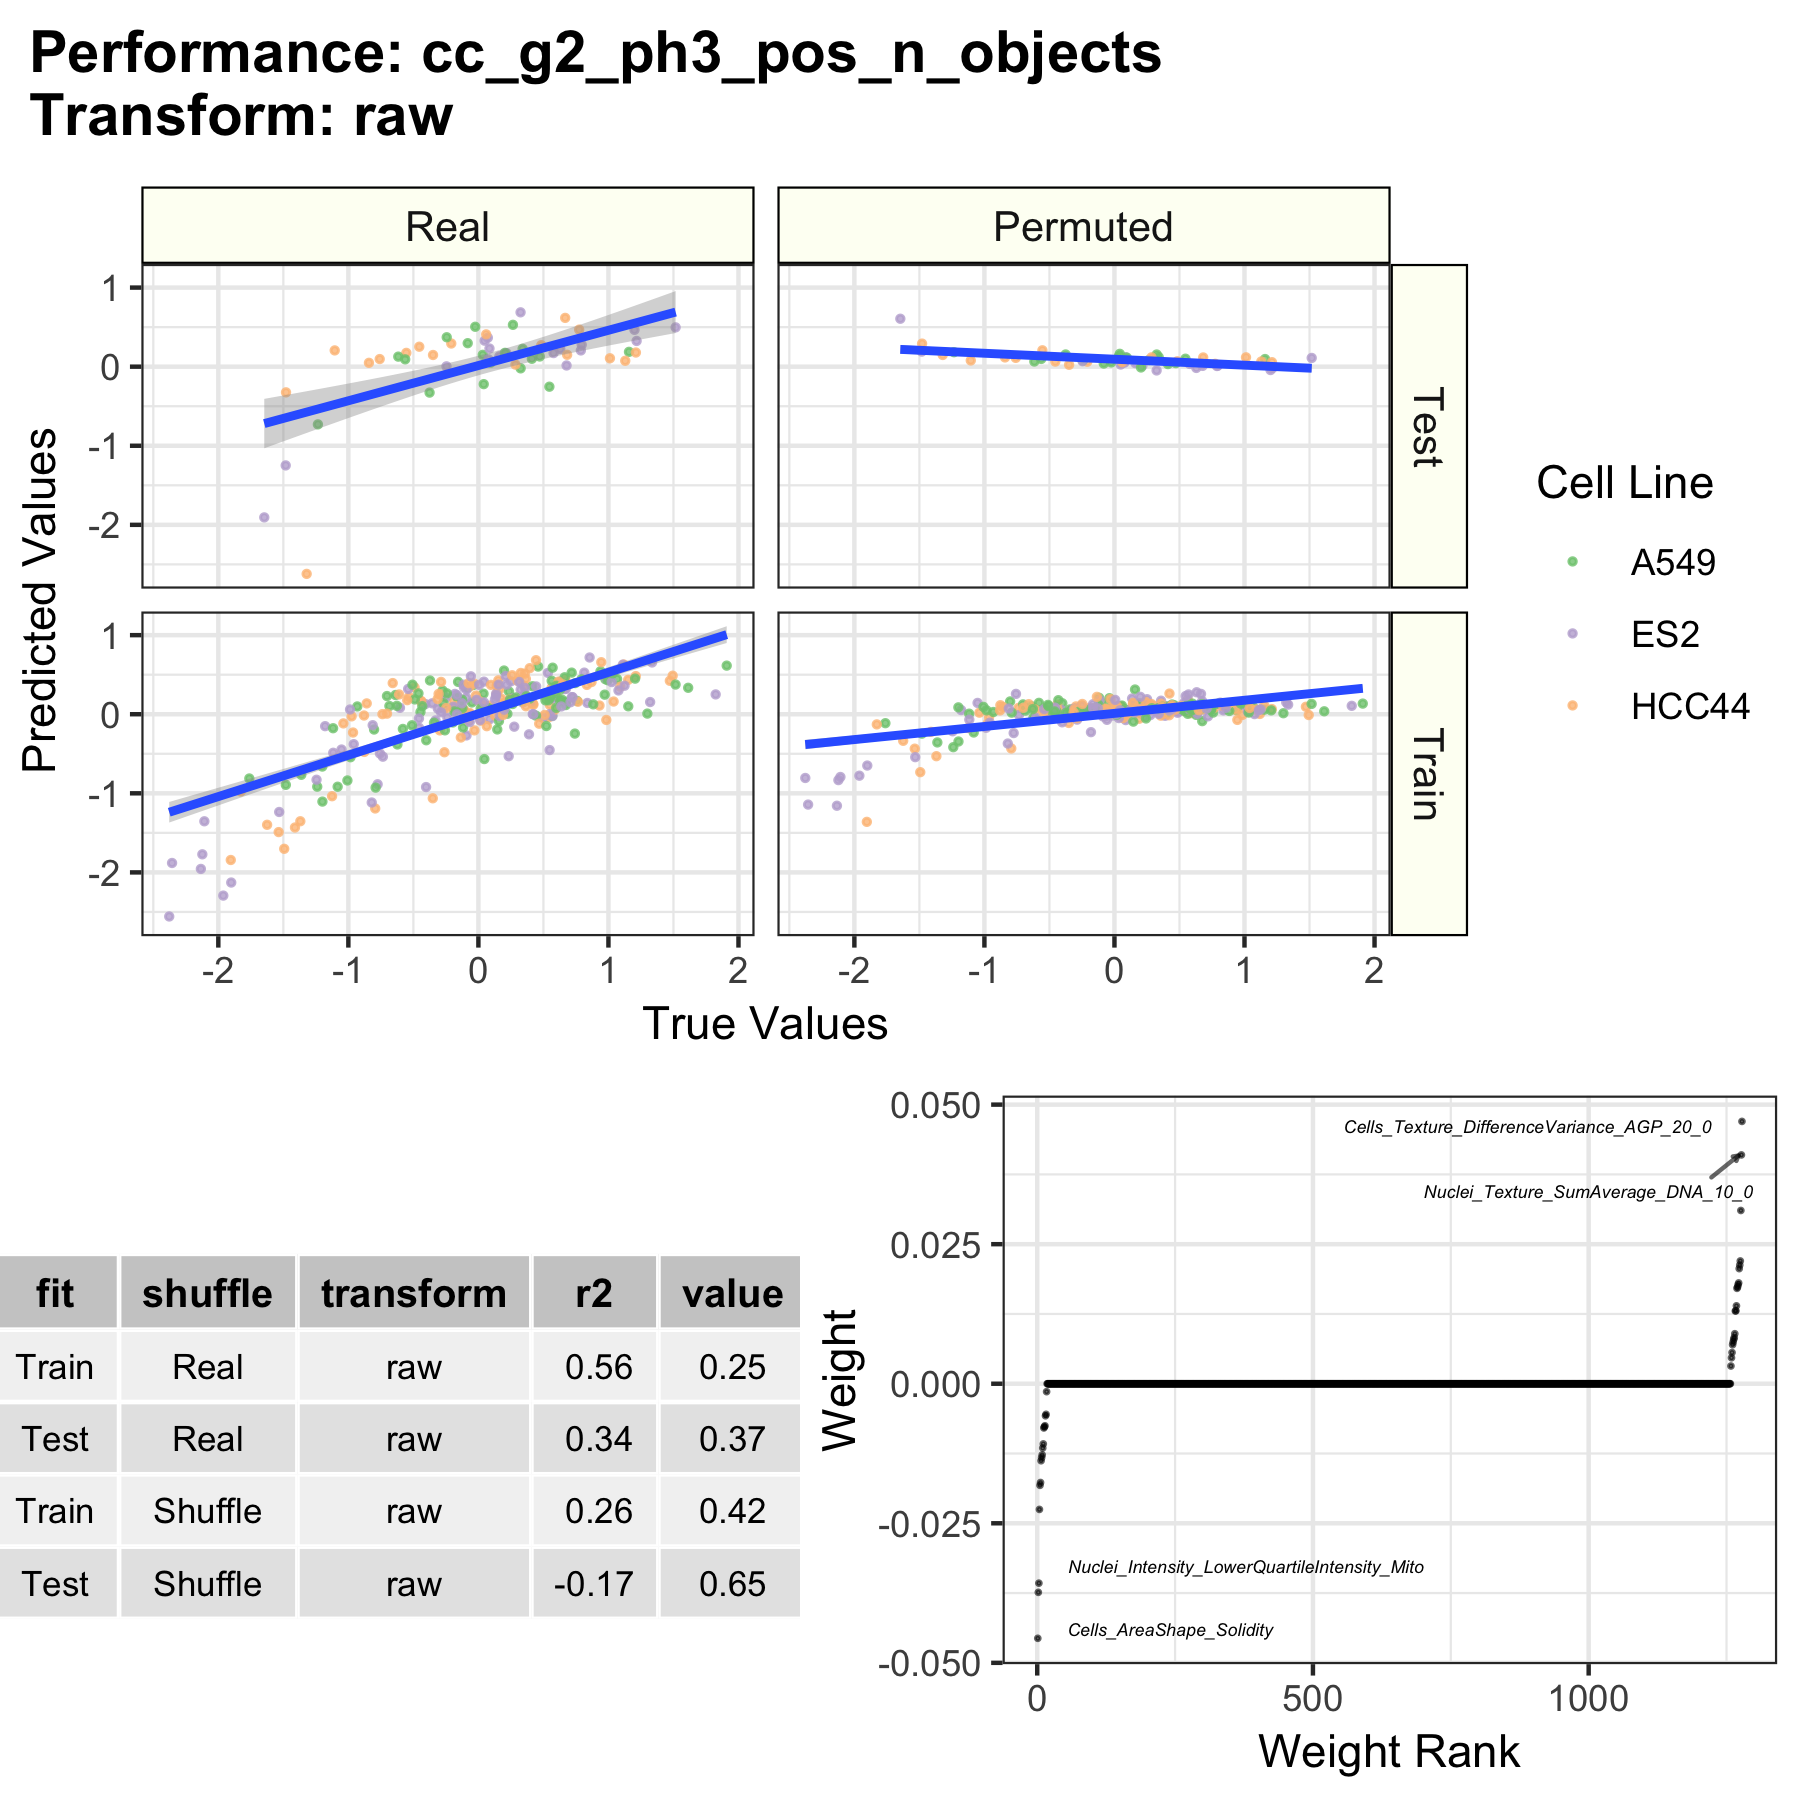 Performance: cc_g2_ph3_pos_n_objects
Transform: raw
Real
Permuted
1
0
-1
-2
Test
1
0
-1
-2
Train
Predicted Values
-2 -1 0 1 2
-2 -1 0 1 2
True Values
Cell Line
A549
ES2
HCC44
fit shuffle transform r2 value
Train Real raw 0.56 0.25
Test Real raw 0.34 0.37
Train Shuffle raw 0.26 0.42
Test Shuffle raw -0.17 0.65
Weight
0.050
0.025
0.000
-0.025
-0.050
Cells_Texture_DifferenceVariance_AGP_20_0
Nuclei_Texture_SumAverage_DNA_10_0
Nuclei_Intensity_LowerQuartileIntensity_Mito
Cells_AreaShape_Solidity
0 500 1000
Weight Rank